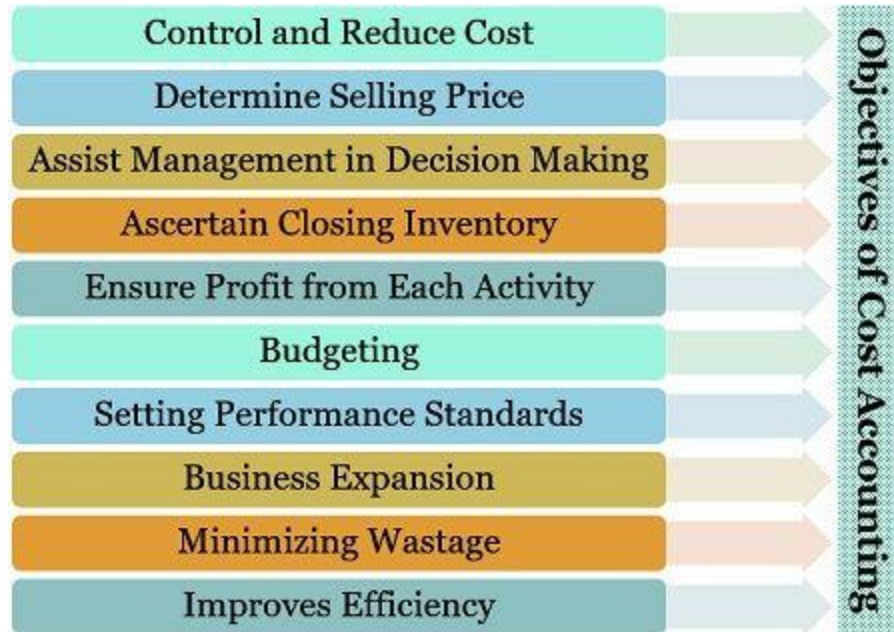 Control and Reduce Cost
Determine Selling Price
Assist Management in Decision Making
Ascertain Closing Inventory
Ensure Profit from Each Activity
Budgeting
Setting Performance Standards
Business Expansion
Minimizing Wastage
Improves Efficiency
Objectives of Cost Accounting